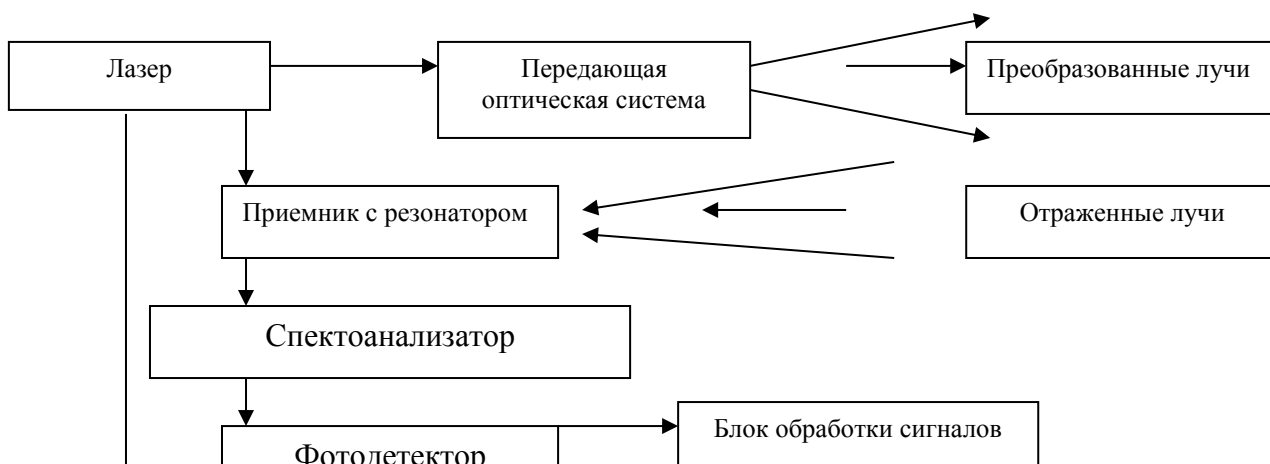 Лазер
Передающая
оптическая система
Преобразованные лучи
Приемник с резонатором
Отраженные лучи
Спектоанализатор
Блок обработки сигналов
Фотодетектор